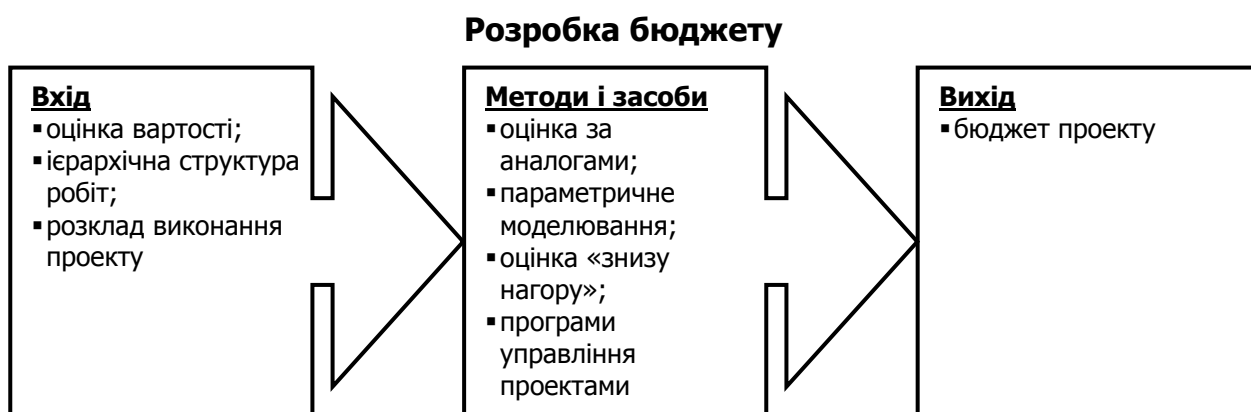 Розробка бюджету
Вхід
▪оцінка вартості;
▪ієрархічна структура
робіт;
▪розклад виконання
проекту
Методи і засоби
▪оцінка за
аналогами;
▪параметричне
моделювання;
▪оцінка «знизу
нагору»;
▪програми
управління
проектами
Вихід
▪бюджет проекту